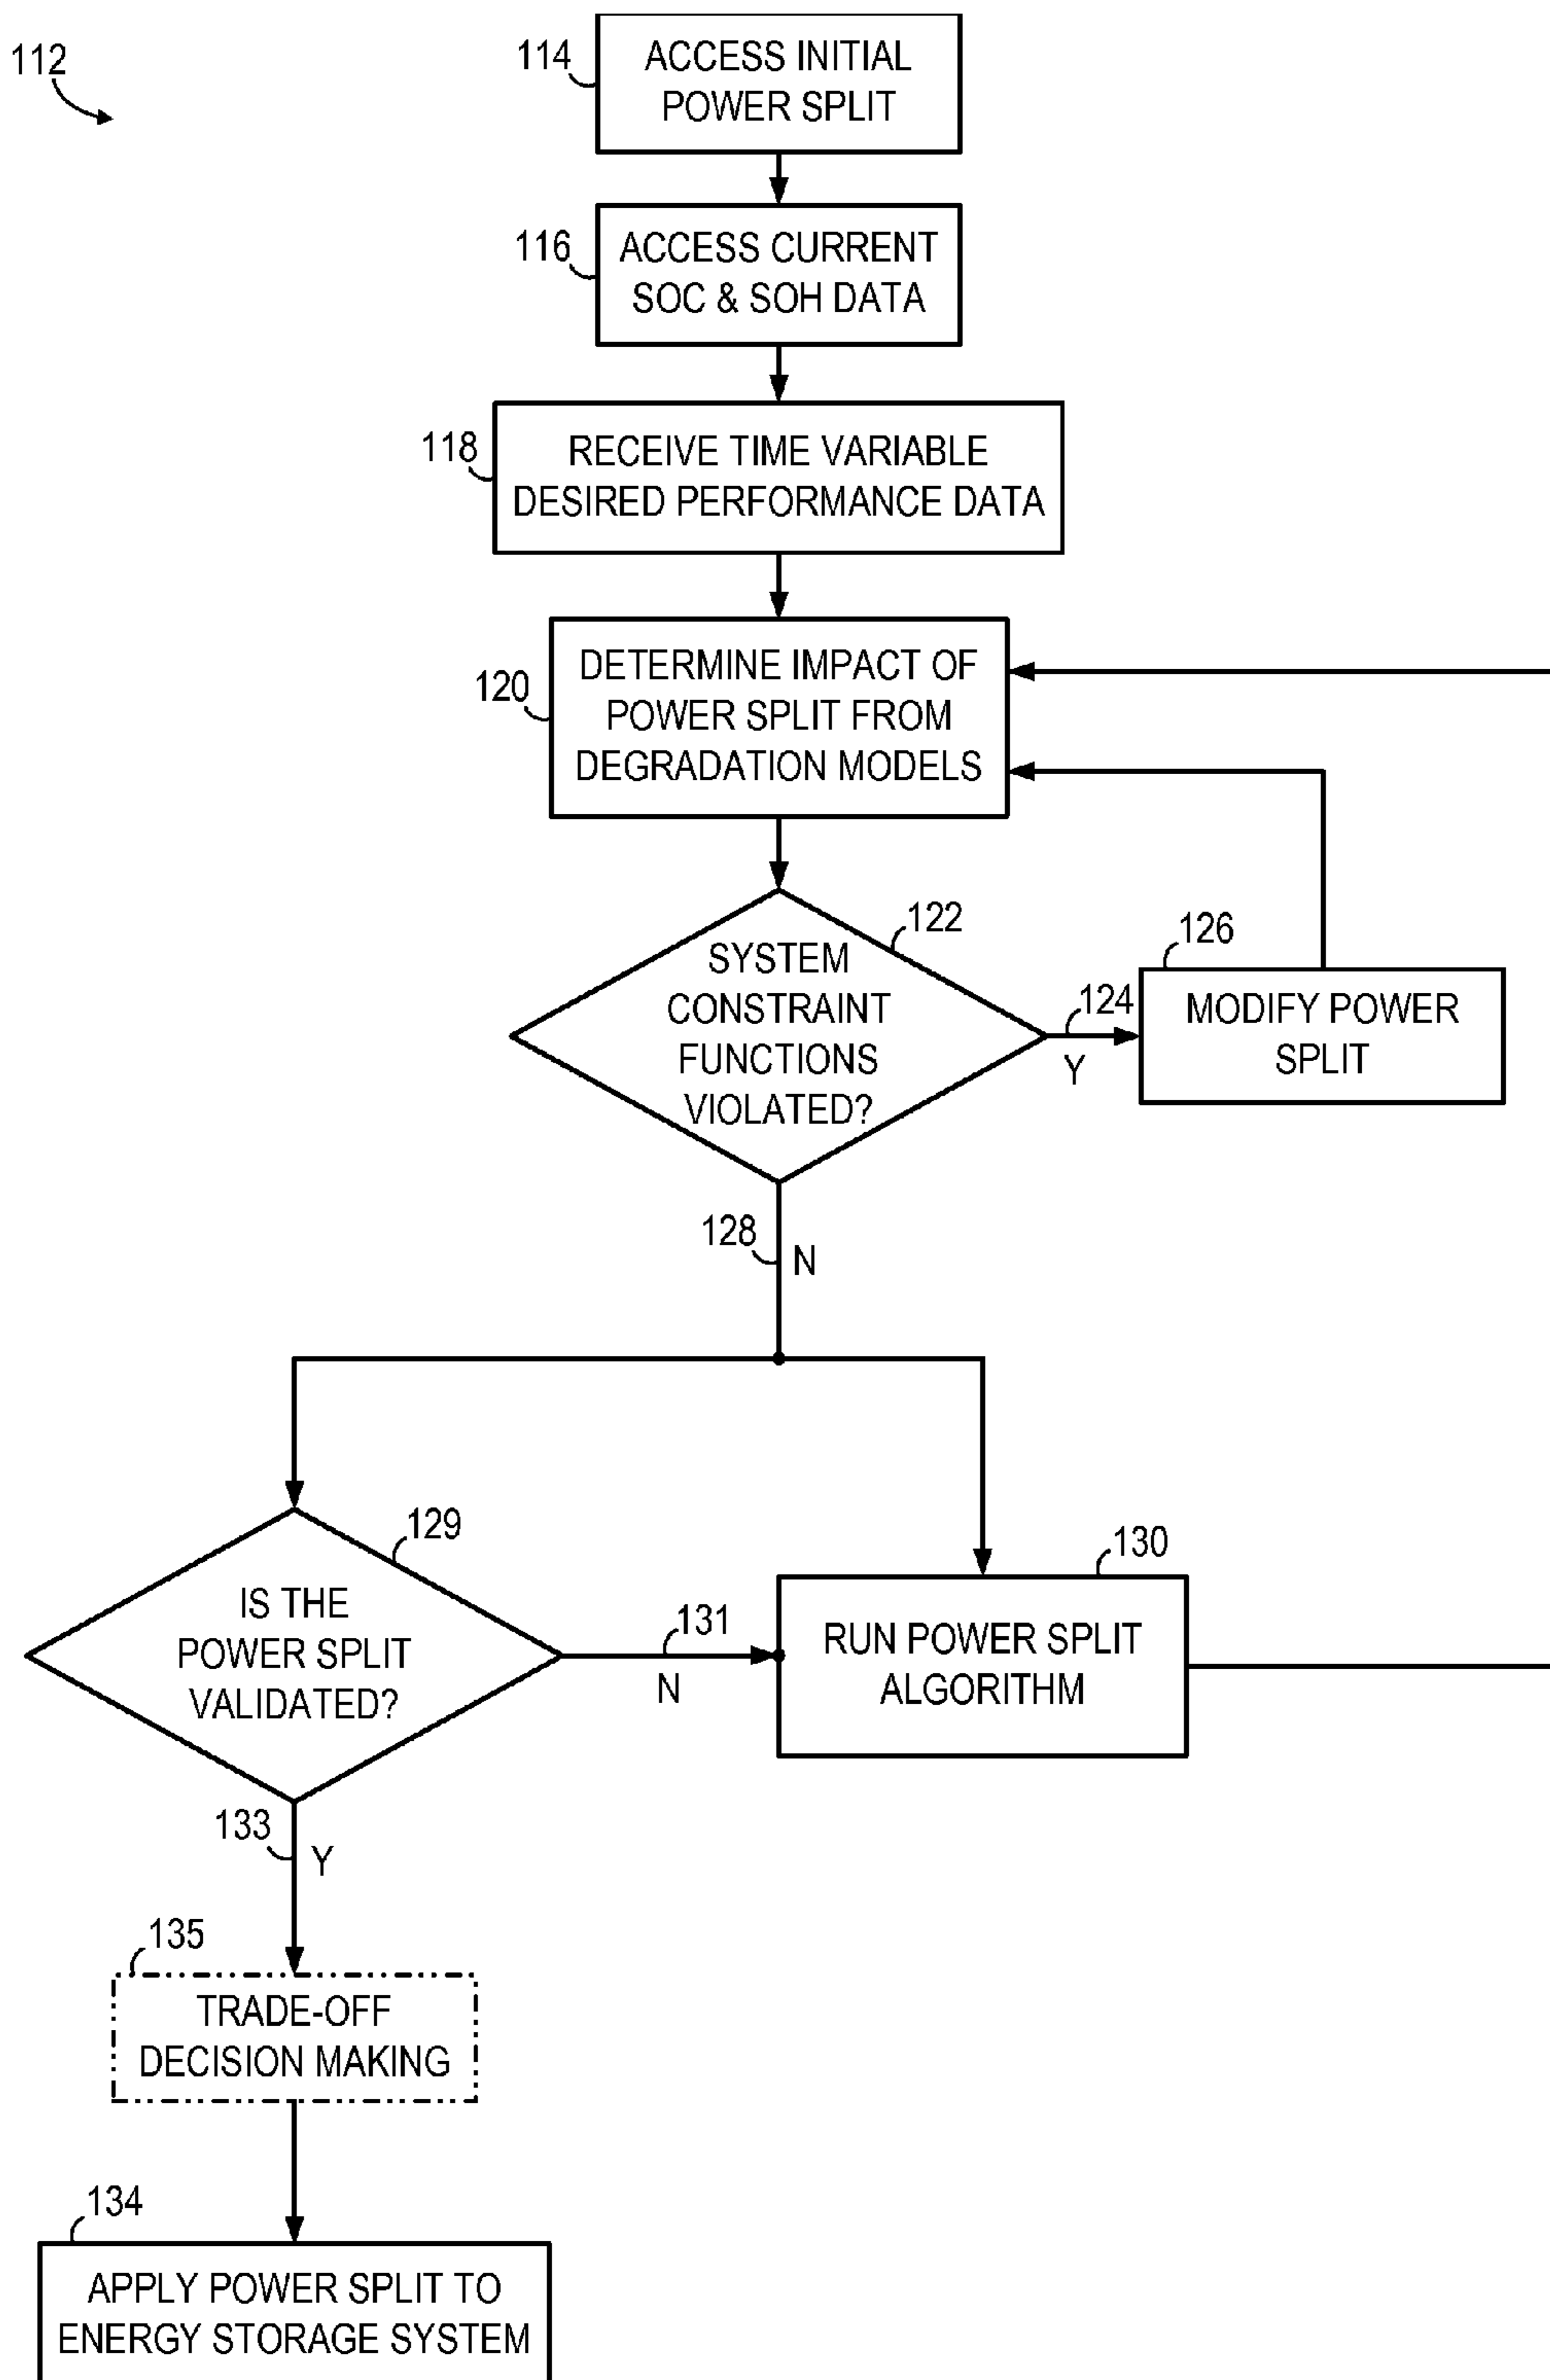 112
114
ACCESS INITIAL
POWER SPLIT
116
ACCESS CURRENT
SOC & SOH DATA
118
RECEIVE TIME VARIABLE
DESIRED PERFORMANCE DATA
120
DETERMINE IMPACT OF
POWER SPLIT FROM
DEGRADATION MODELS
122
SYSTEM
CONSTRAINT
FUNCTIONS
VIOLATED?
124
Y
126
MODIFY POWER
SPLIT
128
N
129
IS THE
POWER SPLIT
VALIDATED?
131
N
130
RUN POWER SPLIT
ALGORITHM
133
Y
135
TRADE-OFF
DECISION MAKING
134
APPLY POWER SPLIT TO
ENERGY STORAGE SYSTEM